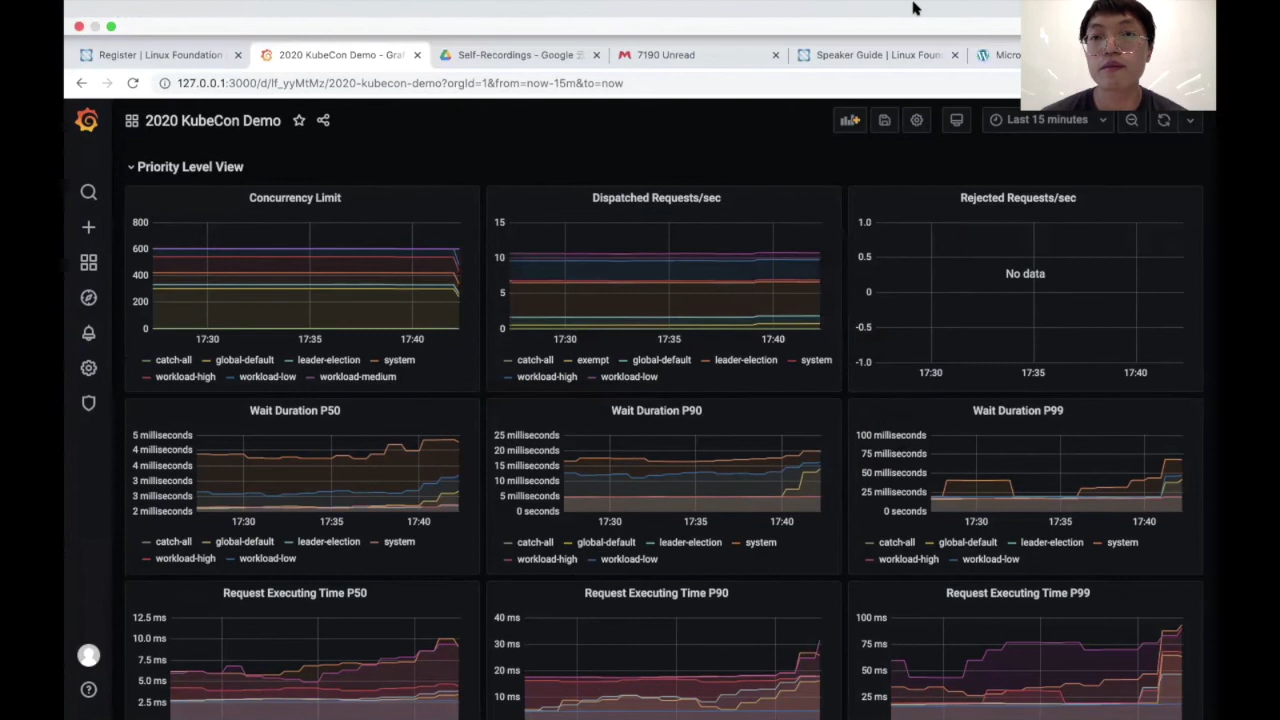 Register | Linux Foundation
2020 KubeCon Demo - Graf
Self-Recordings - Google
7190 Unread
Speaker Guide | Linux Foun
Micro
127.0.0.1:3000/d/lf_yyMtMz/2020-kubecon-demo?orgId=1&from=now-15m&to=now
2020 KubeCon Demo
Last 15 minutes
Priority Level View
Concurrency Limit
800
600
400
200
0
17:30 17:35 17:40
catch-all global-default leader-election system
workload-high workload-low workload-medium
Dispatched Requests/sec
15
10
5
0
17:30 17:35 17:40
catch-all exempt global-default leader-election system
workload-high workload-low
Rejected Requests/sec
1.0
0.5
0
-0.5
-1.0
No data
17:30 17:35 17:40
Wait Duration P50
5 milliseconds
4 milliseconds
4 milliseconds
3 milliseconds
3 milliseconds
2 milliseconds
17:30 17:35 17:40
catch-all global-default leader-election system
workload-high workload-low
Wait Duration P90
25 milliseconds
20 milliseconds
15 milliseconds
10 milliseconds
5 milliseconds
0 seconds
17:30 17:35 17:40
catch-all global-default leader-election system
workload-high workload-low
Wait Duration P99
100 milliseconds
75 milliseconds
50 milliseconds
25 milliseconds
0 seconds
17:30 17:35 17:40
catch-all global-default leader-election system
workload-high workload-low
Request Executing Time P50
12.5 ms
10.0 ms
7.5 ms
5.0 ms
2.5 ms
Request Executing Time P90
40 ms
30 ms
20 ms
10 ms
Request Executing Time P99
100 ms
75 ms
50 ms
25 ms